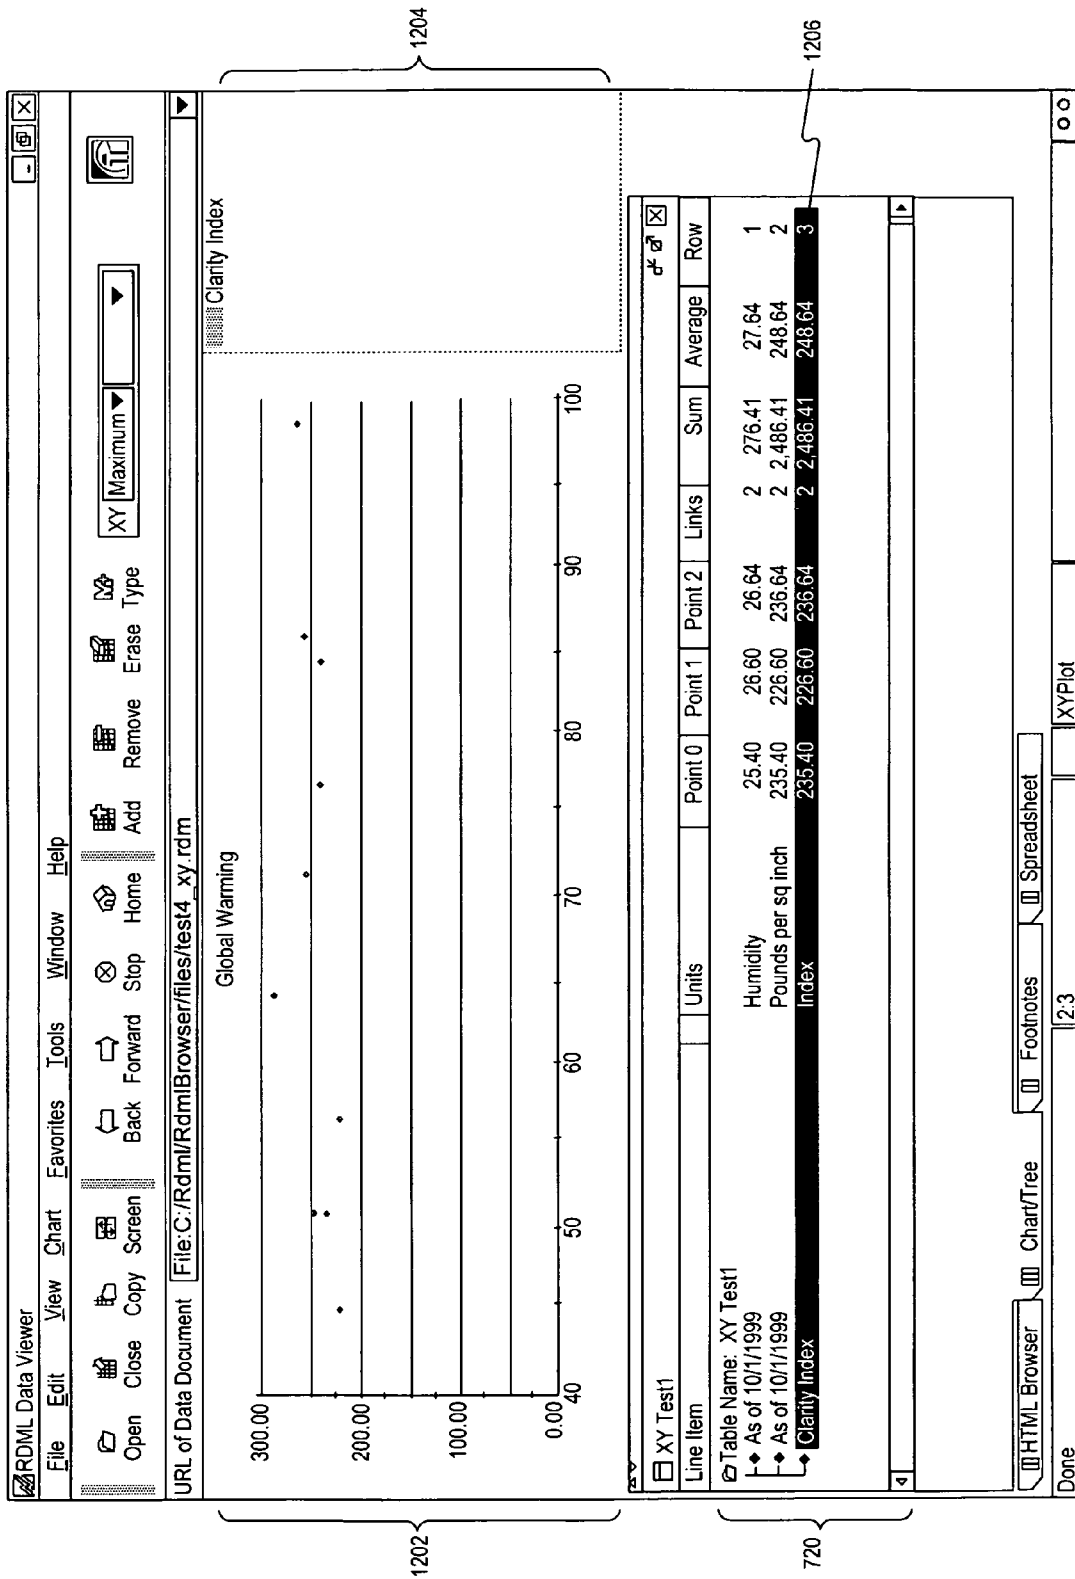 RDML Data Viewer
File Edit View Chart Favorites Tools Window Help
Open Close Copy Screen Back Forward Stop Home Add Remove Erase Type XY Maximum
URL of Data Document File:C:/Rdml/RdmlBrowser/files/test4_xy.rdm
Global Warming
Clarity Index
300.00
200.00
100.00
0.00
40 50 60 70 80 90 100
XY Test1
Line Item Units Point 0 Point 1 Point 2 Links Sum Average Row
Table Name: XY Test1
As of 10/1/1999 Humidity 25.40 26.60 26.64 2 276.41 27.64 1
As of 10/1/1999 Pounds per sq inch 235.40 226.60 236.64 2 2,486.41 248.64 2
Clarity Index Index 235.40 226.60 236.64 2 2,486.41 248.64 3
HTML Browser Chart/Tree Footnotes Spreadsheet
Done 2:3 XYPlot
1202
720
1204
1206